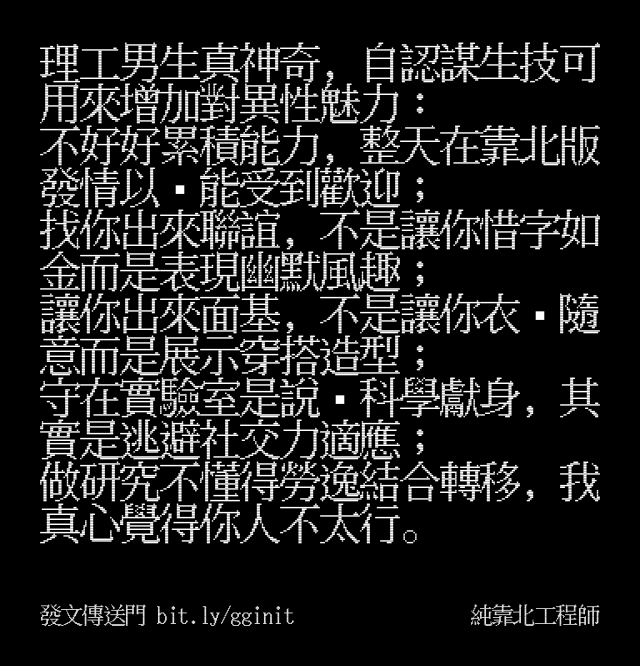 理工男生真神奇，自認謀生技可
用來增加對異性魅力：
不好好累積能力，整天在靠北版
發情以▪能受到歡迎；
找你出來聯誼，不是讓你惜字如
金而是表現幽默風趣；
讓你出來面基，不是讓你衣▪隨
意而是展示穿搭造型；
守在實驗室是說▪科學獻身，其
實是逃避社交力適應；
做研究不懂得勞逸結合轉移，我
真心覺得你人不太行。
發文傳送門 bit.ly/gginit
純靠北工程師